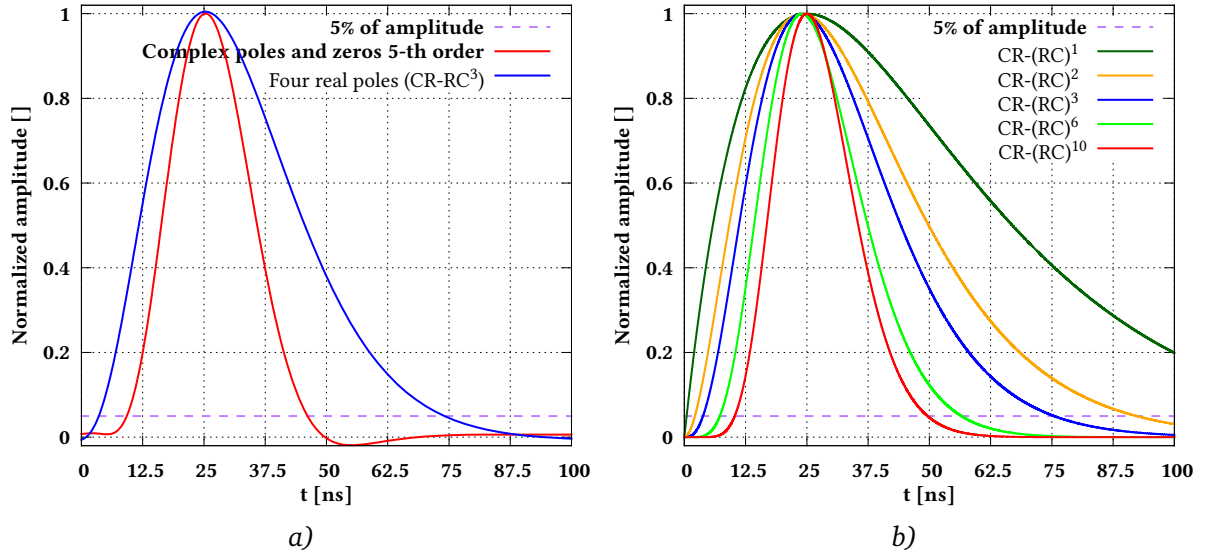 5% of amplitude
Complex poles and zeros 5-th order
Four real poles (CR-RC³)
Normalized amplitude []
1
0.8
0.6
0.4
0.2
0
0 12.5 25 37.5 50 62.5 75 87.5 100
t [ns]
a)
5% of amplitude
CR-(RC)¹
CR-(RC)²
CR-(RC)³
CR-(RC)⁶
CR-(RC)¹⁰
Normalized amplitude []
1
0.8
0.6
0.4
0.2
0
0 12.5 25 37.5 50 62.5 75 87.5 100
t [ns]
b)